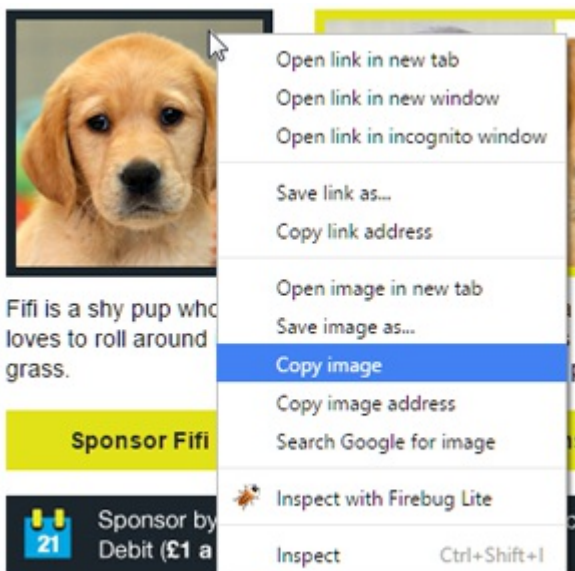 Open link in new tab
Open link in new window
Open link in incognito window
Save link as...
Copy link address
Open image in new tab
Save image as...
Copy image
Copy image address
Search Google for image
Inspect with Firebug Lite
Inspect Ctrl+Shift+I
Fifi is a shy pup who
loves to roll around
grass.
Sponsor Fifi
21
Sponsor by
Debit (£1 a